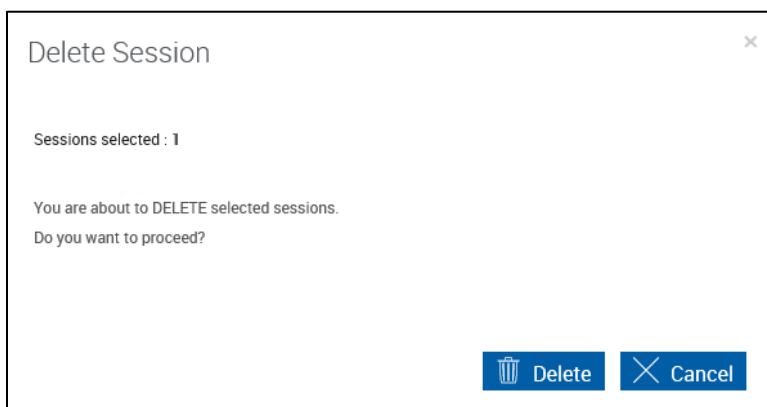 Delete Session
Sessions selected : 1
You are about to DELETE selected sessions.
Do you want to proceed?
Delete
Cancel